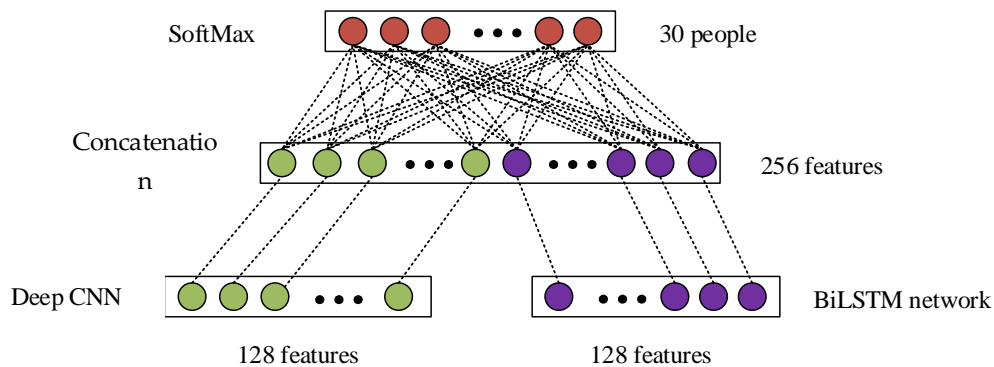 SoftMax
30 people
Concatenatio
n
256 features
Deep CNN
BiLSTM network
128 features
128 features